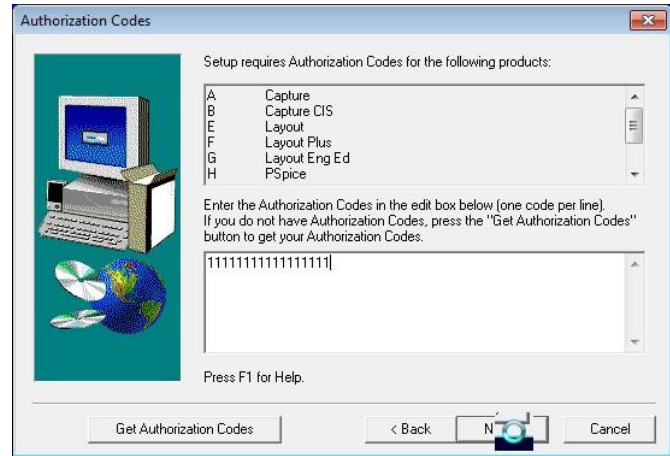 Authorization Codes
Setup requires Authorization Codes for the following products:
A Capture
B Capture CIS
E Layout
F Layout Plus
G Layout Eng Ed
H PSpice
Enter the Authorization Codes in the edit box below (one code per line).
If you do not have Authorization Codes, press the "Get Authorization Codes"
button to get your Authorization Codes.
11111111111111111
Press F1 for Help.
Get Authorization Codes
< Back
Cancel